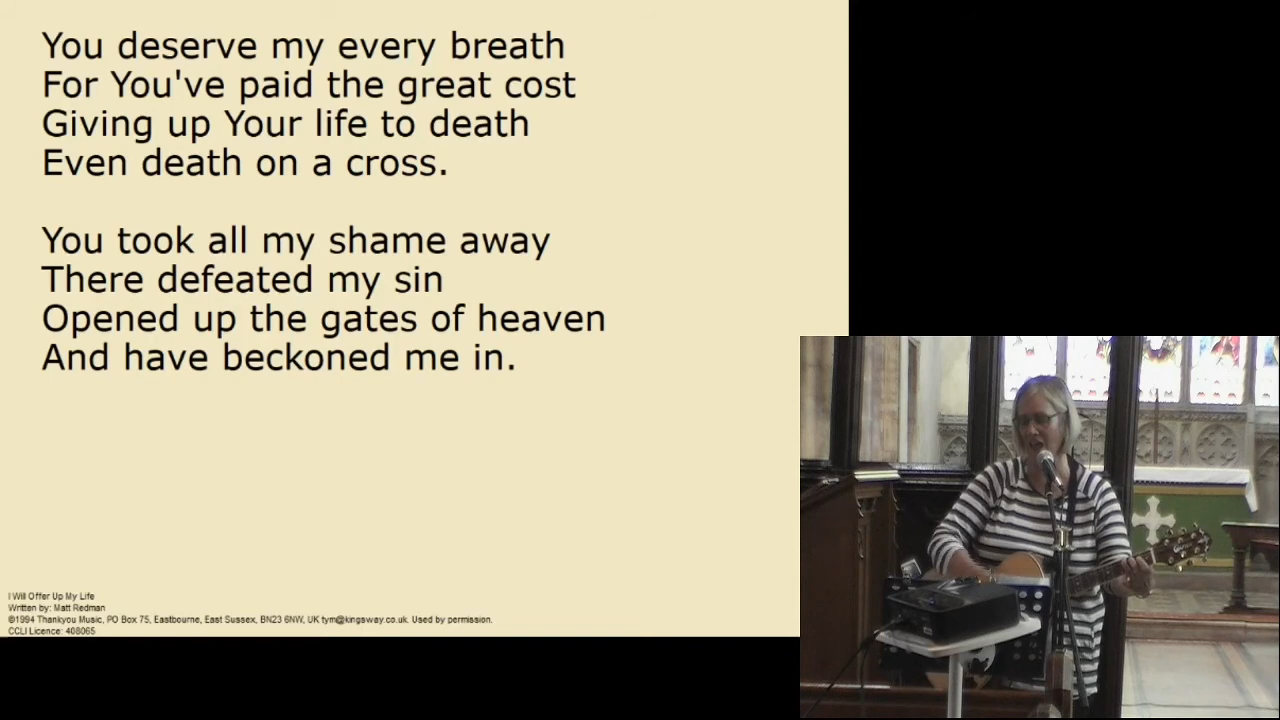 You deserve my every breath
For You've paid the great cost
Giving up Your life to death
Even death on a cross.
You took all my shame away
There defeated my sin
Opened up the gates of heaven
And have beckoned me in.
I Will Offer Up My Life
Written by: Matt Redman
©1994 Thankyou Music, PO Box 75, Eastbourne, East Sussex, BN23 6NW, UK tym@kingsway.co.uk. Used by permission.
CCLI Licence: 408065